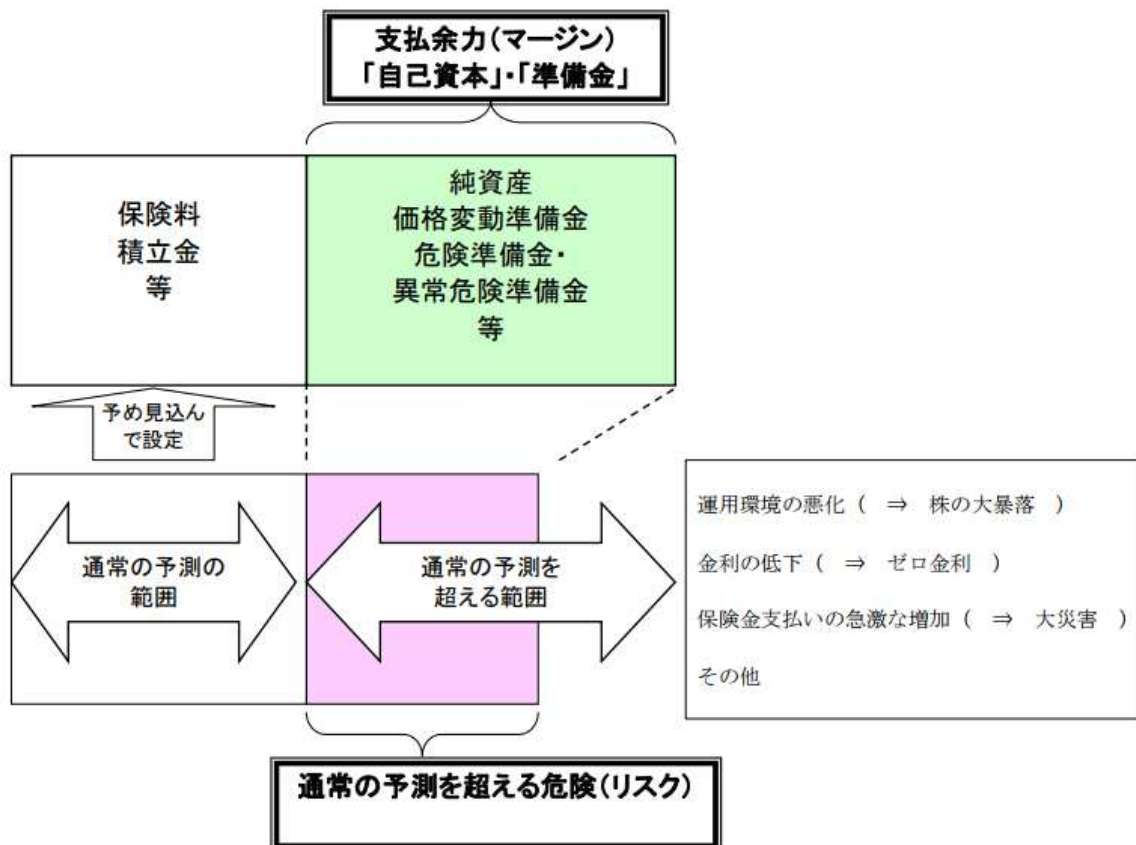 支払余力(マージン)
「自己資本」・「準備金」
保険料
積立金
等
純資産
価格変動準備金
危険準備金・
異常危険準備金
等
予め見込ん
で設定
通常の予測の
範囲
通常の予測を
超える範囲
運用環境の悪化 ( ⇒ 株の大暴落 )
金利の低下 ( ⇒ ゼロ金利 )
保険金支払いの急激な増加 ( ⇒ 大災害 )
その他
通常の予測を超える危険(リスク)